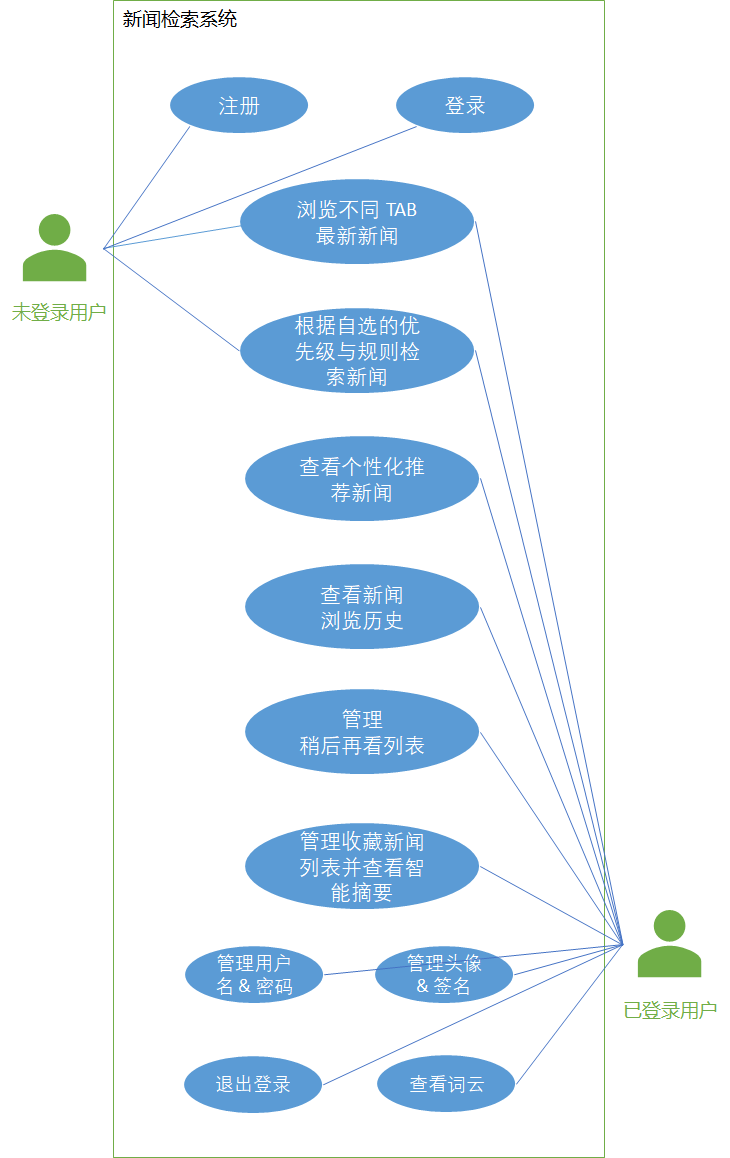 新闻检索系统
注册
登录
浏览不同 TAB
最新新闻
未登录用户
根据自选的优
先级与规则检
索新闻
查看个性化推
荐新闻
查看新闻
浏览历史
管理
稍后再看列表
管理收藏新闻
列表并查看智
能摘要
管理用户
名 & 密码
管理头像
& 签名
已登录用户
退出登录
查看词云